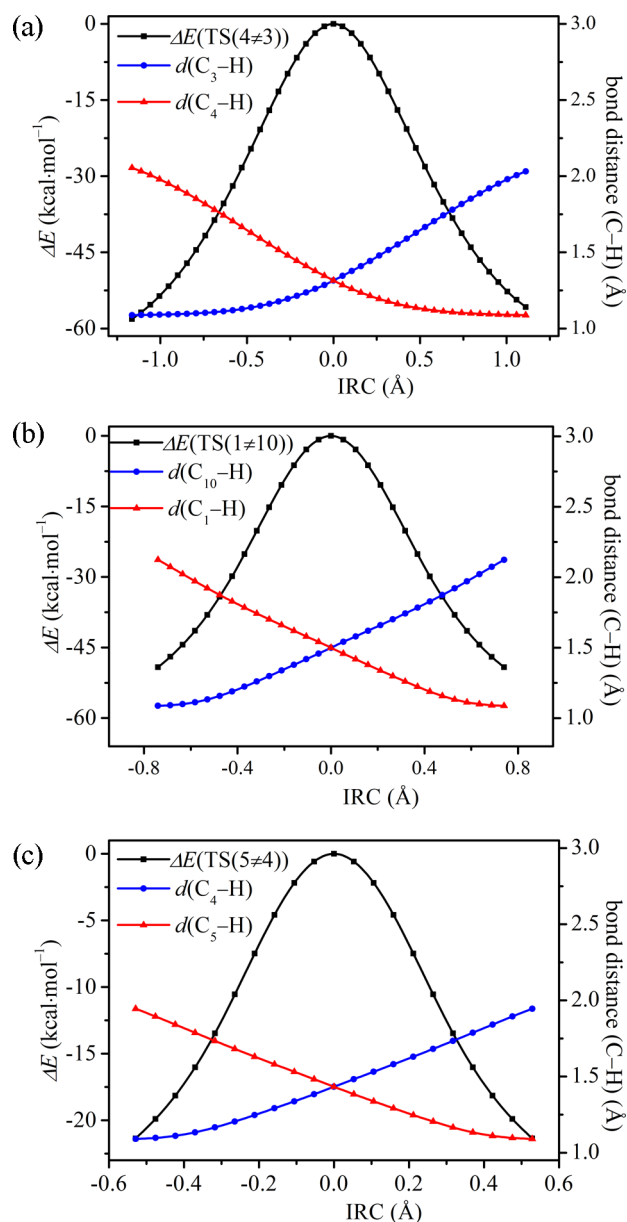 (a)
ΔE(TS(4≠3))
d(C₃–H)
d(C₄–H)
ΔE (kcal·mol⁻¹)
0
-15
-30
-45
-60
3.0
2.5
2.0
1.5
1.0
bond distance (C–H) (Å)
-1.0 -0.5 0.0 0.5 1.0
IRC (Å)
(b)
ΔE(TS(1≠10))
d(C₁₀–H)
d(C₁–H)
ΔE (kcal·mol⁻¹)
0
-15
-30
-45
-60
3.0
2.5
2.0
1.5
1.0
bond distance (C–H) (Å)
-0.8 -0.4 0.0 0.4 0.8
IRC (Å)
(c)
ΔE(TS(5≠4))
d(C₄–H)
d(C₅–H)
ΔE (kcal·mol⁻¹)
0
-5
-10
-15
-20
3.0
2.5
2.0
1.5
1.0
bond distance (C–H) (Å)
-0.6 -0.4 -0.2 0.0 0.2 0.4 0.6
IRC (Å)